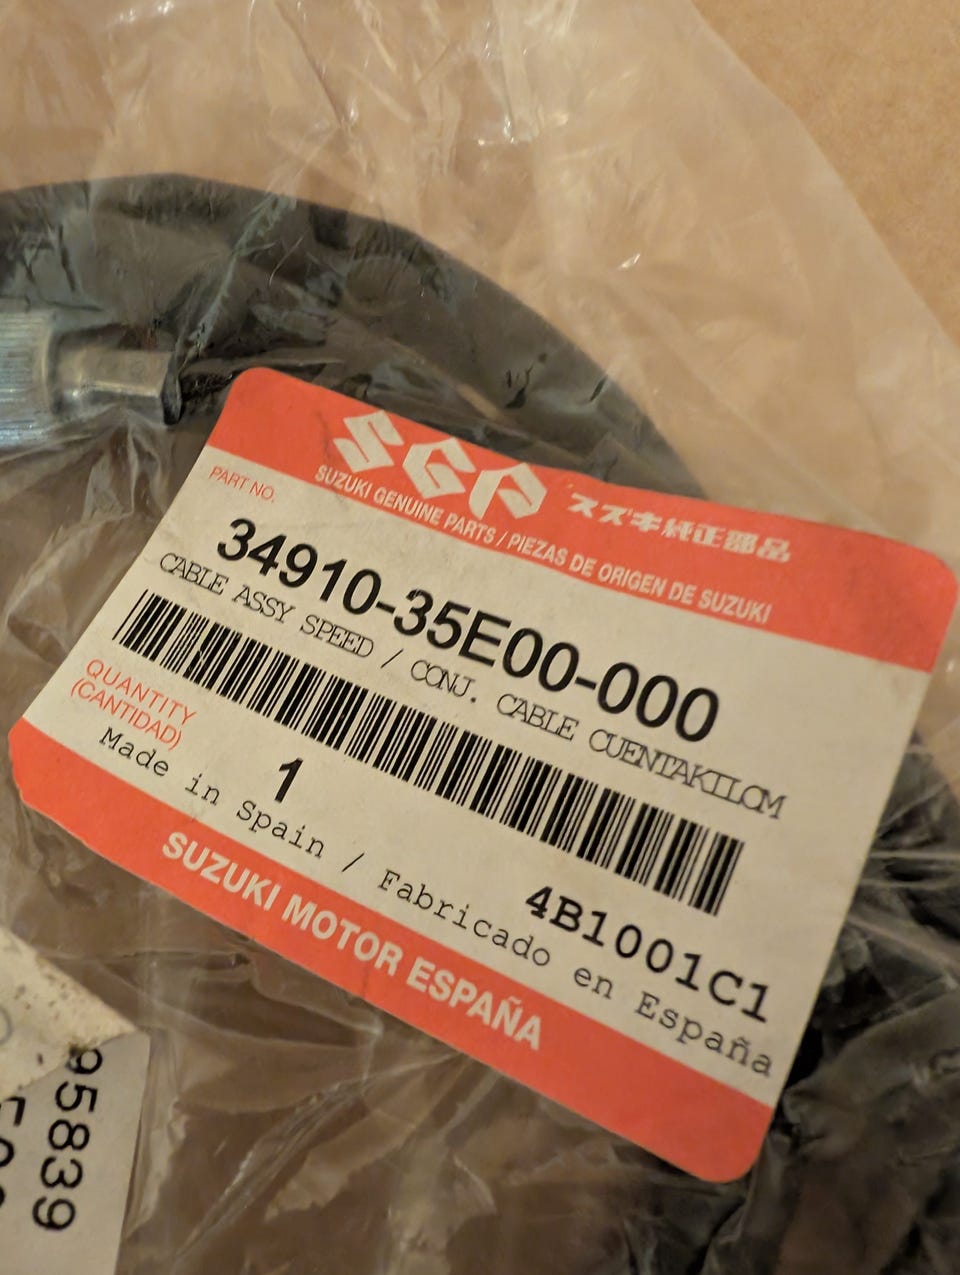 SGP スズキ純正部品
SUZUKI GENUINE PARTS / PIEZAS DE ORIGEN DE SUZUKI
PART NO.
34910-35E00-000
CABLE ASSY SPEED / CONJ. CABLE CUENTAKILOM
QUANTITY
(CANTIDAD)
1
4B1001C1
Made in Spain / Fabricado en España
SUZUKI MOTOR ESPAÑA
95839